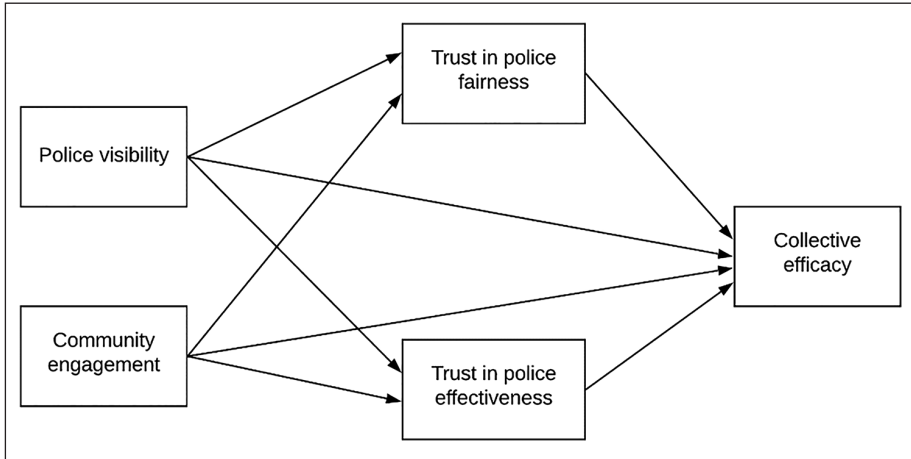 Trust in police
fairness
Police visibility
Collective
efficacy
Community
engagement
Trust in police
effectiveness